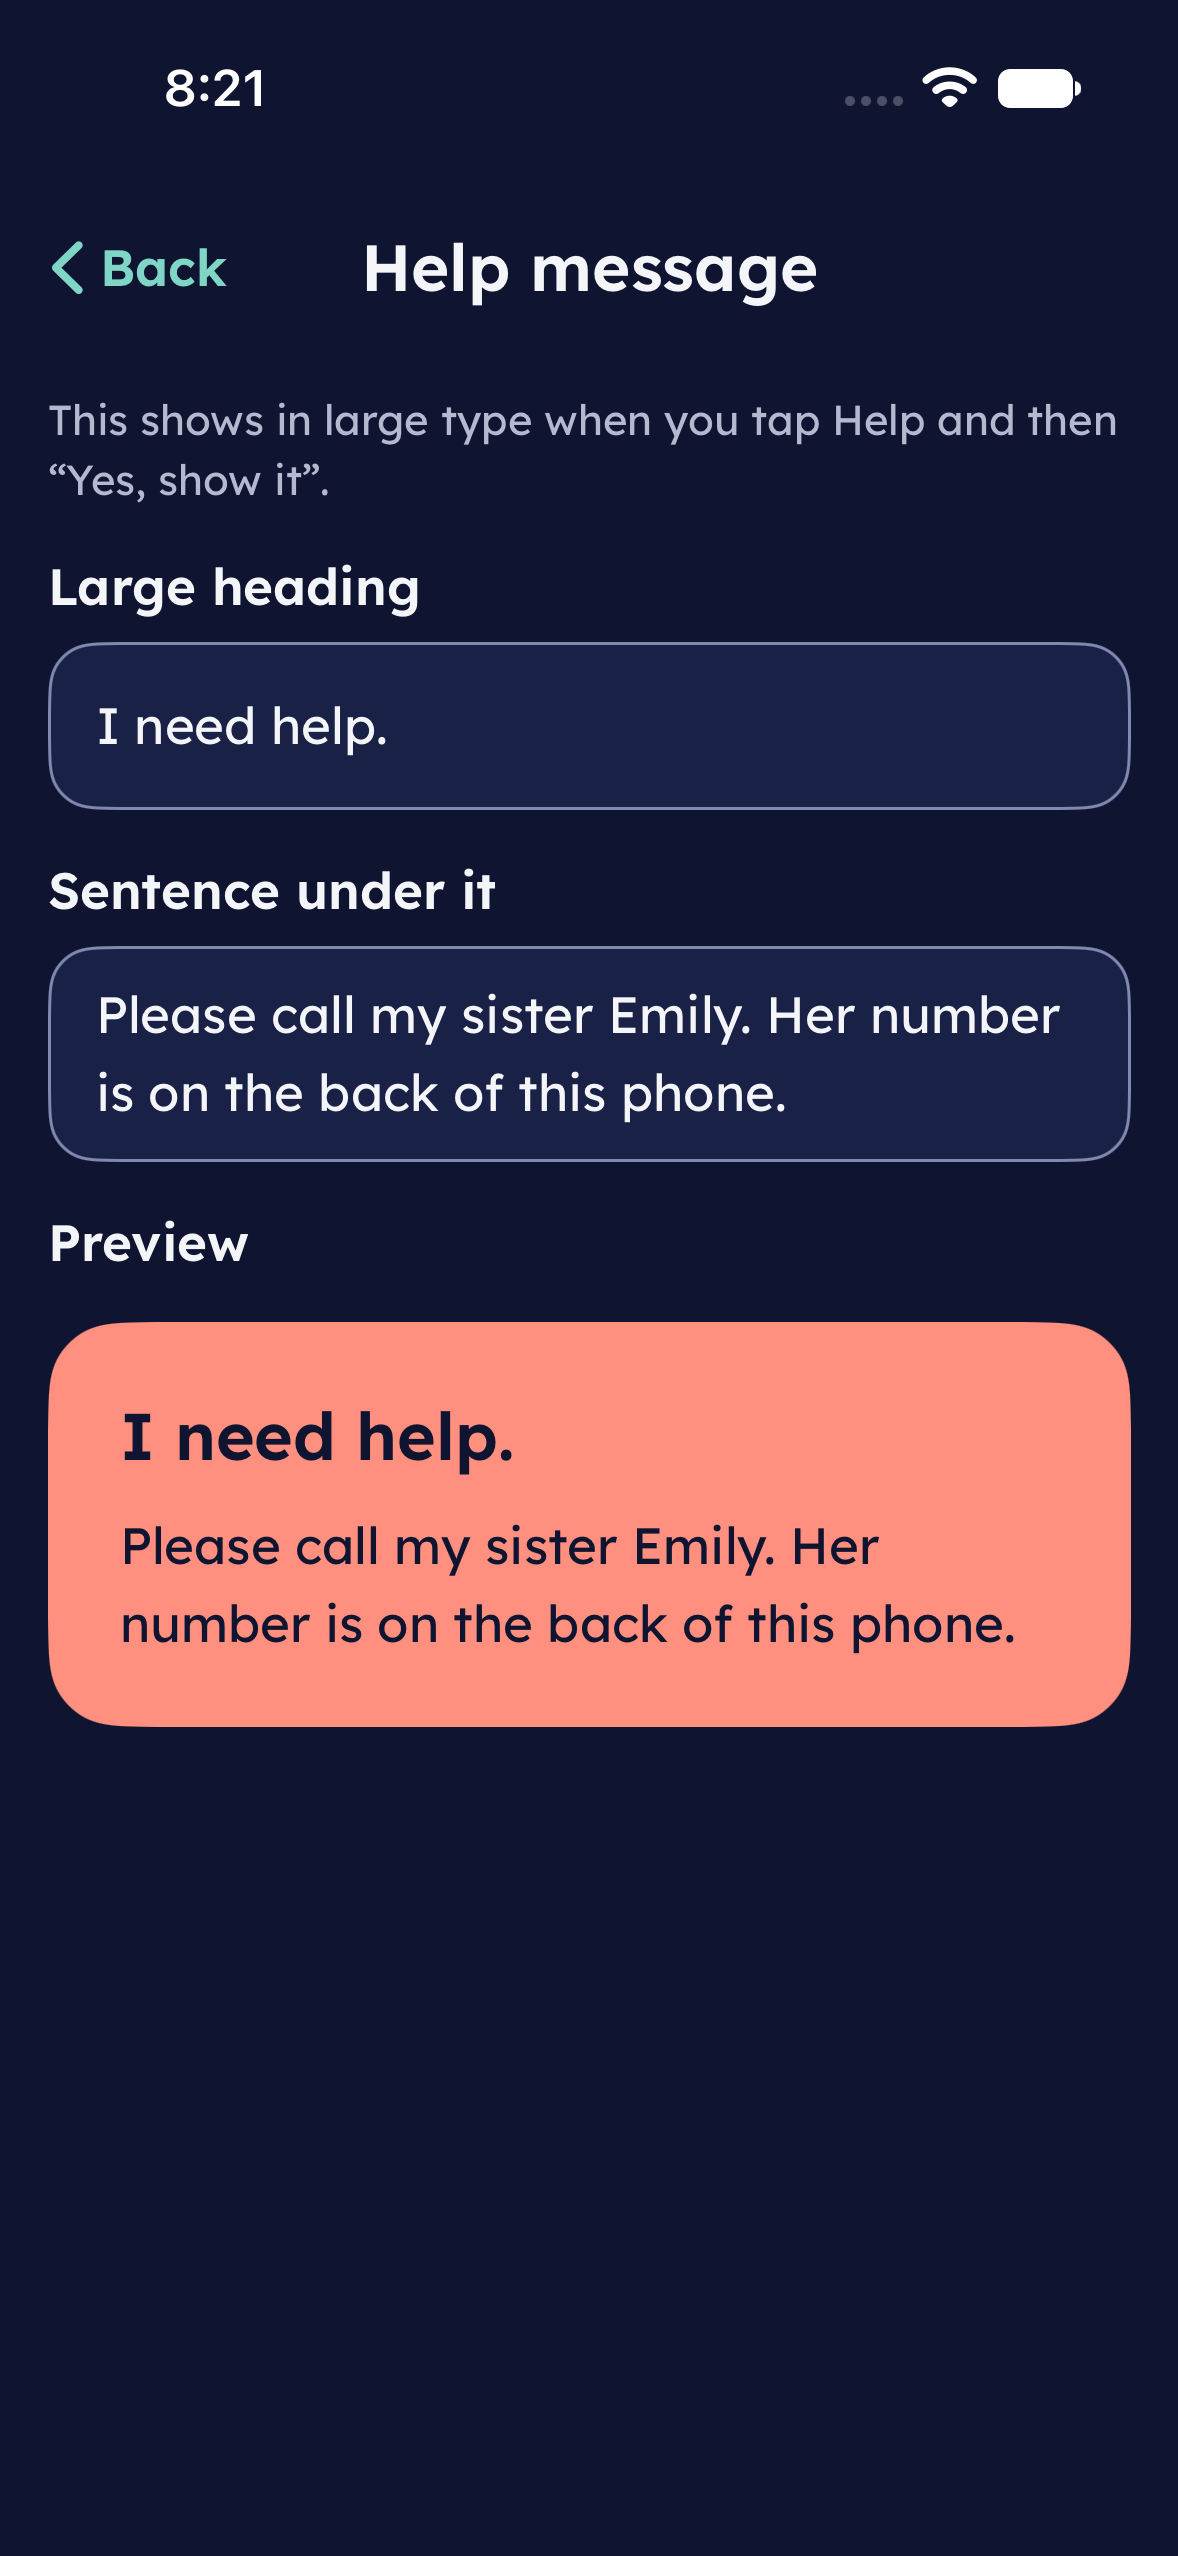 8:21
Back
Help message
This shows in large type when you tap Help and then
“Yes, show it”.
Large heading
I need help.
Sentence under it
Please call my sister Emily. Her number
is on the back of this phone.
Preview
I need help.
Please call my sister Emily. Her
number is on the back of this phone.